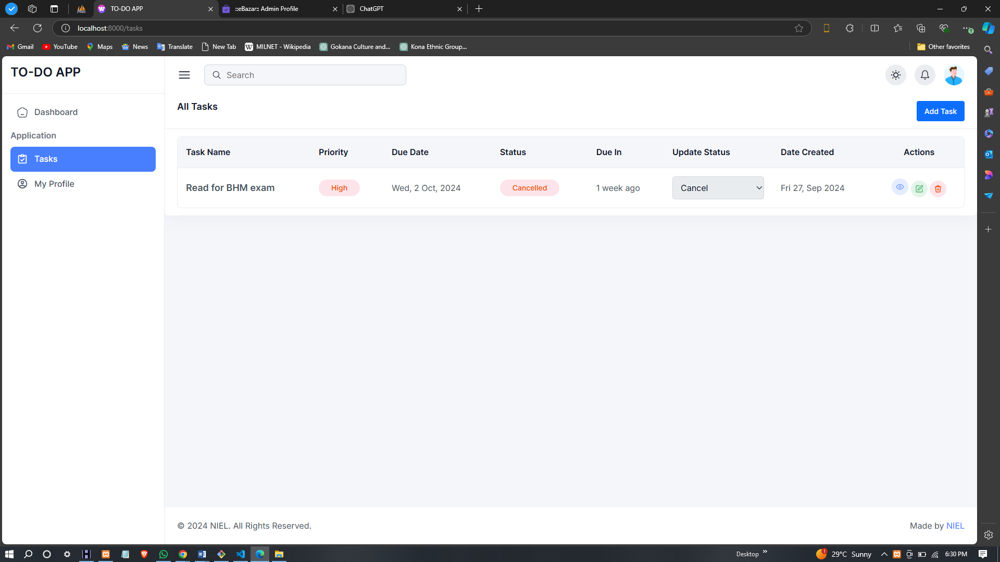 TO-DO APP
::eBazar:: Admin Profile
ChatGPT
localhost:8000/tasks
Gmail
YouTube
Maps
News
Translate
New Tab
MILNET - Wikipedia
Gokana Culture and...
Kona Ethnic Group...
Other favorites
TO-DO APP
Search
Dashboard
Application
Tasks
My Profile
All Tasks
Add Task
Task Name Priority Due Date Status Due In Update Status Date Created Actions
Read for BHM exam High Wed, 2 Oct, 2024 Cancelled 1 week ago Cancel Fri 27, Sep 2024
© 2024 NIEL. All Rights Reserved.
Made by NIEL
Desktop
29°C Sunny
6:30 PM